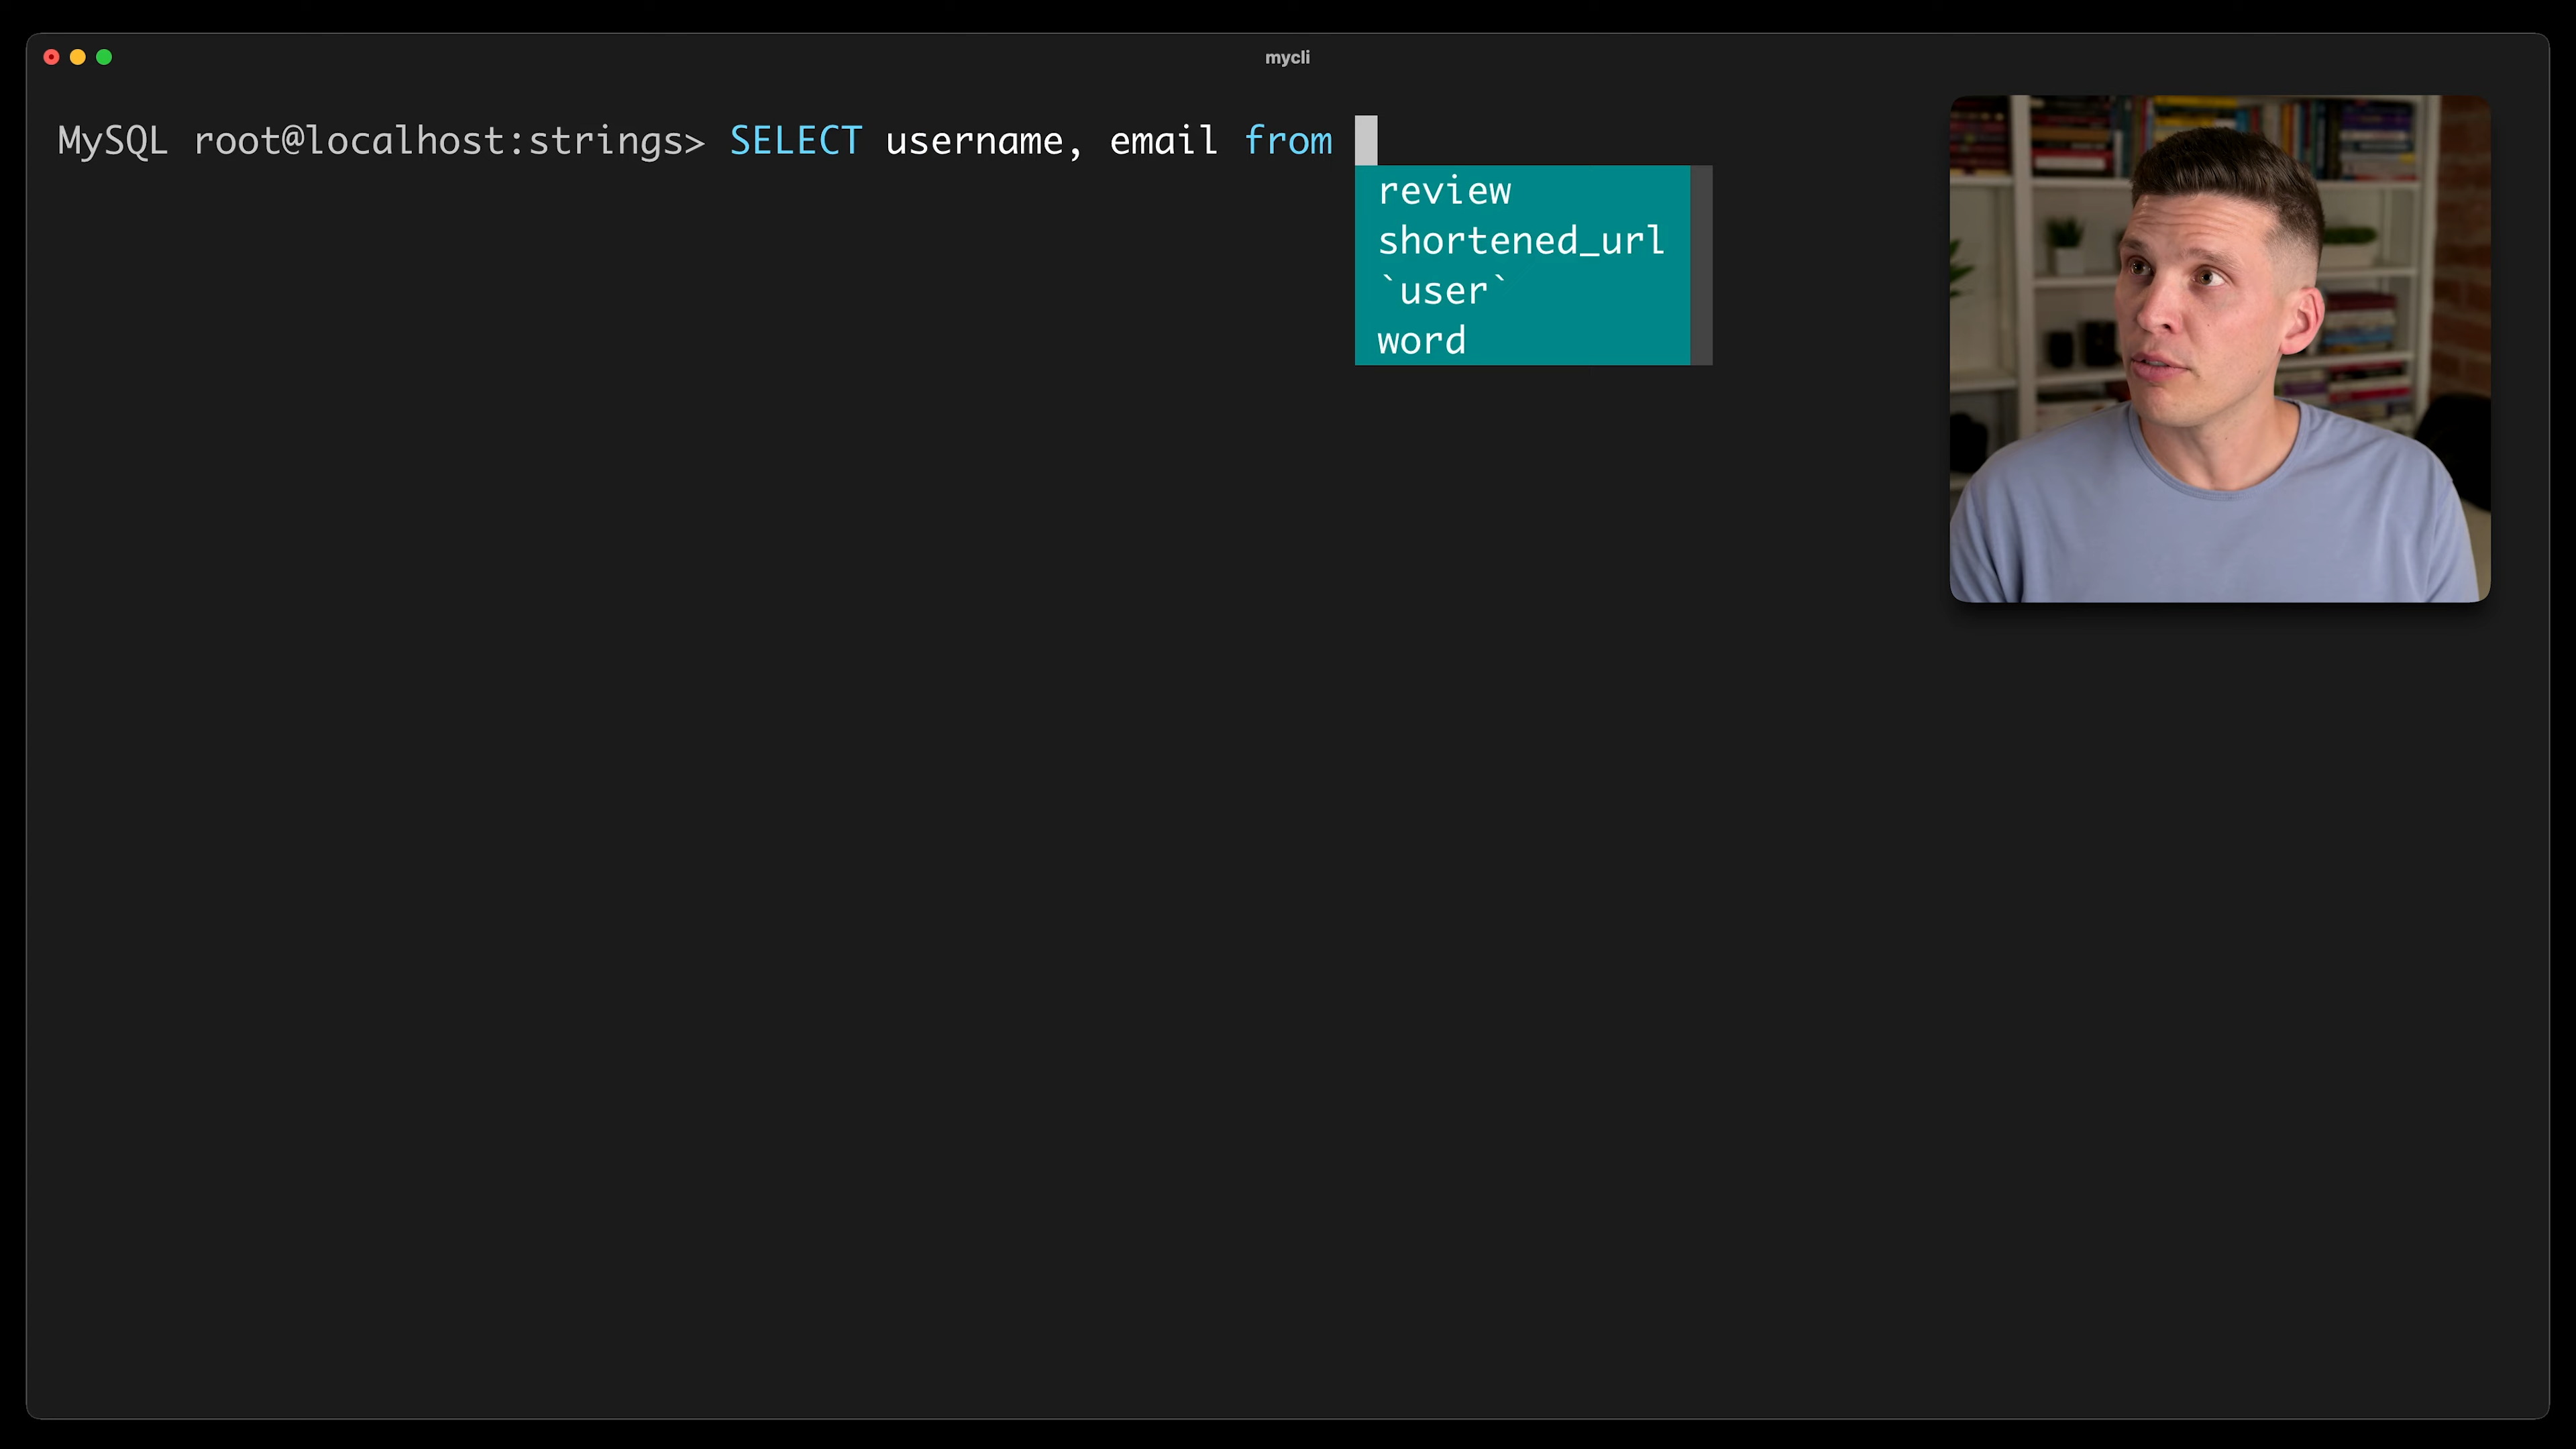 mycli
MySQL root@localhost:strings> SELECT username, email from
review
shortened_url
`user`
word